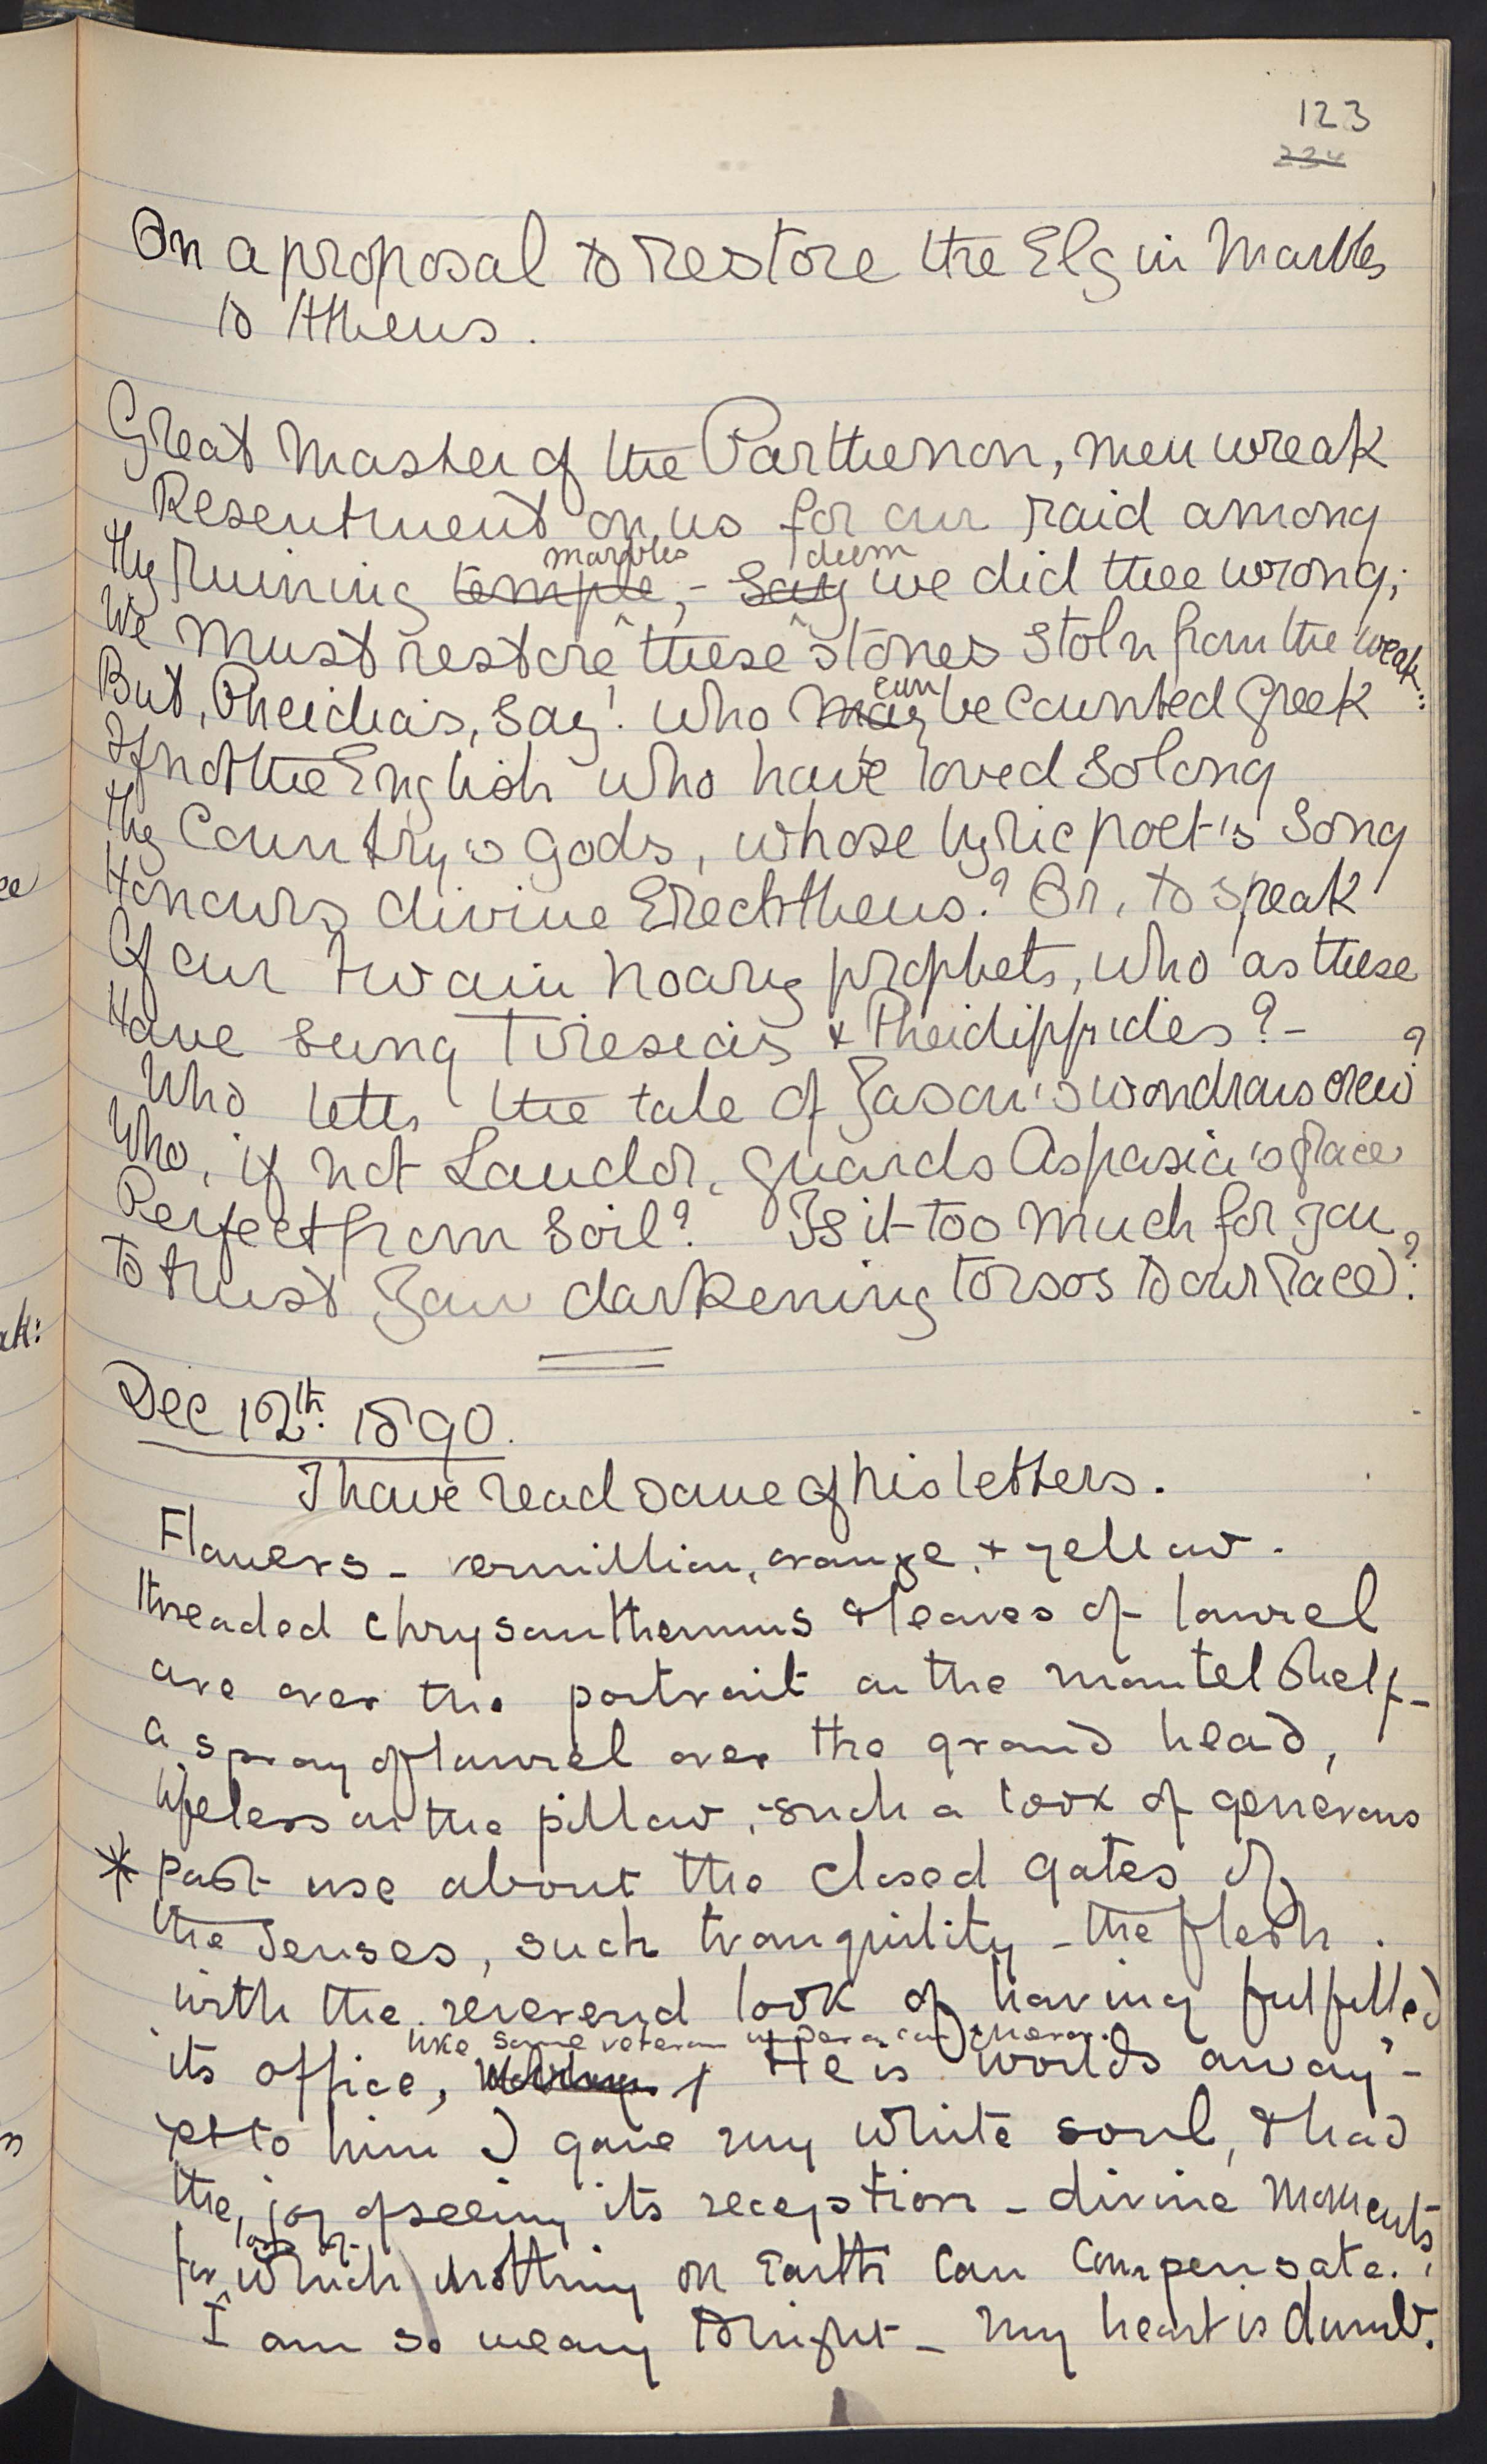 123
234
On a proposal to restore the Elgin Marbles
to Athens.
Great Master of the Parthenon, men wreak
Resentment on us for our raid among
marbles deem
Thy ruining temple, - say we did thee wrong;
We must restore these stones stoln from the weak:
can
But, Pheidias, say! who may be counted Greek
If not the English who have loved so long
Thy Country's gods, whose lyric poet's song
Honours divine Erechtheus? Or, to speak
Of our twain hoary prophets, who as these
Have sung Tiresias & Pheidippides? -
Who tells the tale of Jason's wondrous crew?
Who, if not Landor, guards Aspasia's grace
Perfect from soil? Is it too much for you,
To trust your darkening torsos to our race?
Dec 12th. 1890.
I have read some of his letters.
Flowers - vermillion, orange, & yellow -
threaded chrysanthemums & leaves of laurel
are over the portrait on the mantel shelf -
a spray of laurel over the grand head,
lifeless on the pillow, such a look of generous
* past use about the closed gates of
the senses, such tranquility - the flesh
with the reverend look of having fulfilled
like some veteran
its office, He is worlds away -
yet to him I gave my white soul, & had
the joy of seeing its reception - divine moments
loss of
for which nothing on Earth can compensate.
I am so weary tonight - my heart is dumb.
ce
ak: